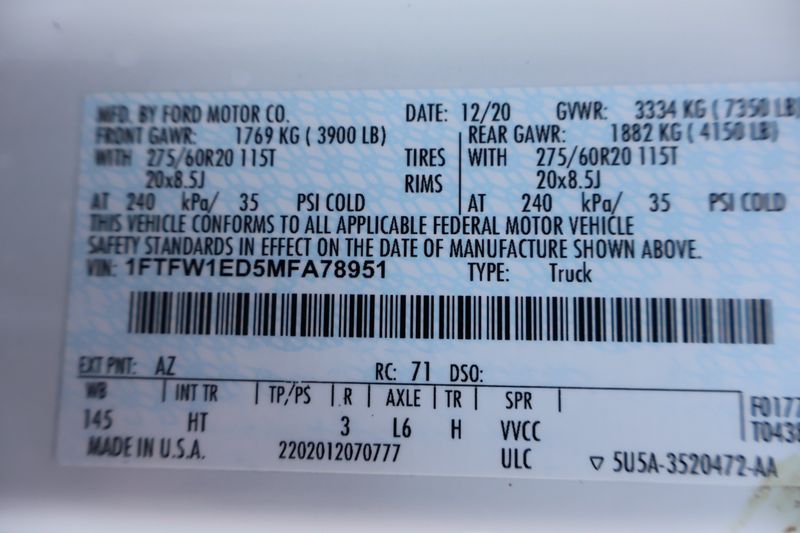 MFD. BY FORD MOTOR CO. DATE: 12/20 GVWR: 3334 KG ( 7350 LB)
FRONT GAWR: 1769 KG ( 3900 LB) REAR GAWR: 1882 KG ( 4150 LB)
WITH 275/60R20 115T TIRES WITH 275/60R20 115T
20x8.5J RIMS 20x8.5J
AT 240 kPa/ 35 PSI COLD AT 240 kPa/ 35 PSI COLD
THIS VEHICLE CONFORMS TO ALL APPLICABLE FEDERAL MOTOR VEHICLE
SAFETY STANDARDS IN EFFECT ON THE DATE OF MANUFACTURE SHOWN ABOVE.
VIN: 1FTFW1ED5MFA78951 TYPE: Truck
EXT PNT: AZ RC: 71 DSO:
WB INT TR TP/PS R AXLE TR SPR
145 HT 3 L6 H VVCC
F0177
T0438
MADE IN U.S.A. 2202012070777 ULC ▽ 5U5A-3520472-AA